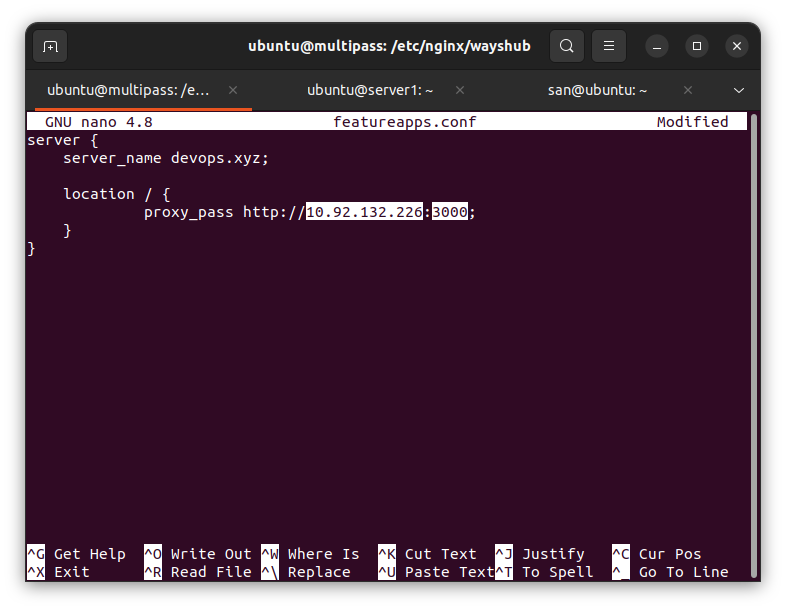 ubuntu@multipass: /etc/nginx/wayshub
ubuntu@multipass: /e... ubuntu@server1: ~ san@ubuntu: ~
GNU nano 4.8 featureapps.conf Modified
server {
    server_name devops.xyz;
    location / {
             proxy_pass http://10.92.132.226:3000;
    }
}
^G Get Help ^O Write Out ^W Where Is ^K Cut Text ^J Justify ^C Cur Pos
^X Exit ^R Read File ^\ Replace ^U Paste Text ^T To Spell ^_ Go To Line